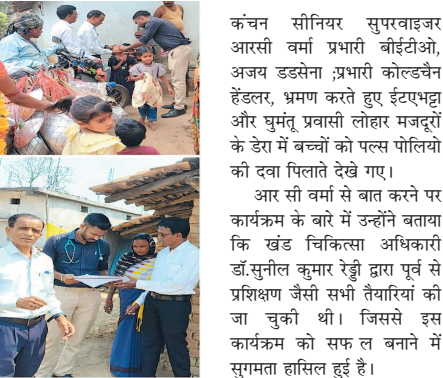 कंचन सीनियर सुपरवाइजर
आरसी वर्मा प्रभारी बीईटीओ,
अजय डडसेना ;प्रभारी कोल्डचैन
हेंडलर, भ्रमण करते हुए ईटाभट्टा
और घुमंतू प्रवासी लोहार मजदूरों
के डेरा में बच्चों को पल्स पोलियो
की दवा पिलाते देखे गए।
आर सी वर्मा से बात करने पर
कार्यक्रम के बारे में उन्होंने बताया
कि खंड चिकित्सा अधिकारी
डॉ.सुनील कुमार रेड्डी द्वारा पूर्व से
प्रशिक्षण जैसी सभी तैयारियां की
जा चुकी थी। जिससे इस
कार्यक्रम को सफ ल बनाने में
सुगमता हासिल हुई है।